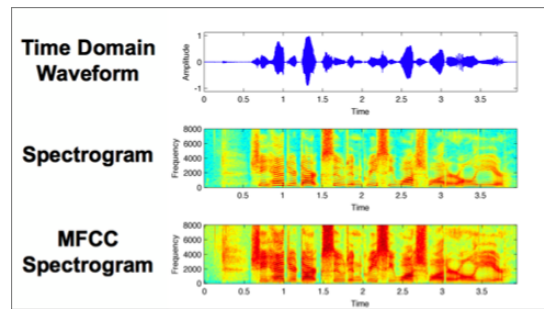 Time Domain
Waveform
Amplitude
1
0
-1
0 0.5 1 1.5 2 2.5 3 3.5
Time
Spectrogram
Frequency
8000
6000
4000
2000
0
0 0.5 1 1.5 2 2.5 3 3.5
Time
MFCC
Spectrogram
Frequency
8000
6000
4000
2000
0
0 0.5 1 1.5 2 2.5 3 3.5
Time